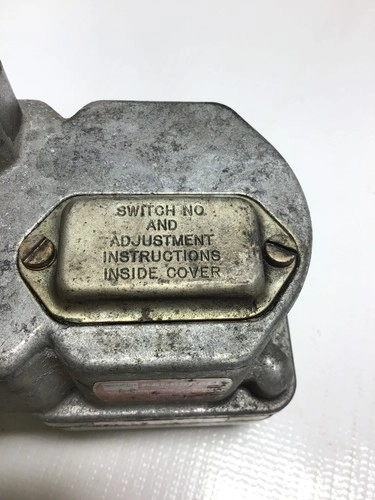 SWITCH NO
AND
ADJUSTMENT
INSTRUCTIONS
INSIDE COVER